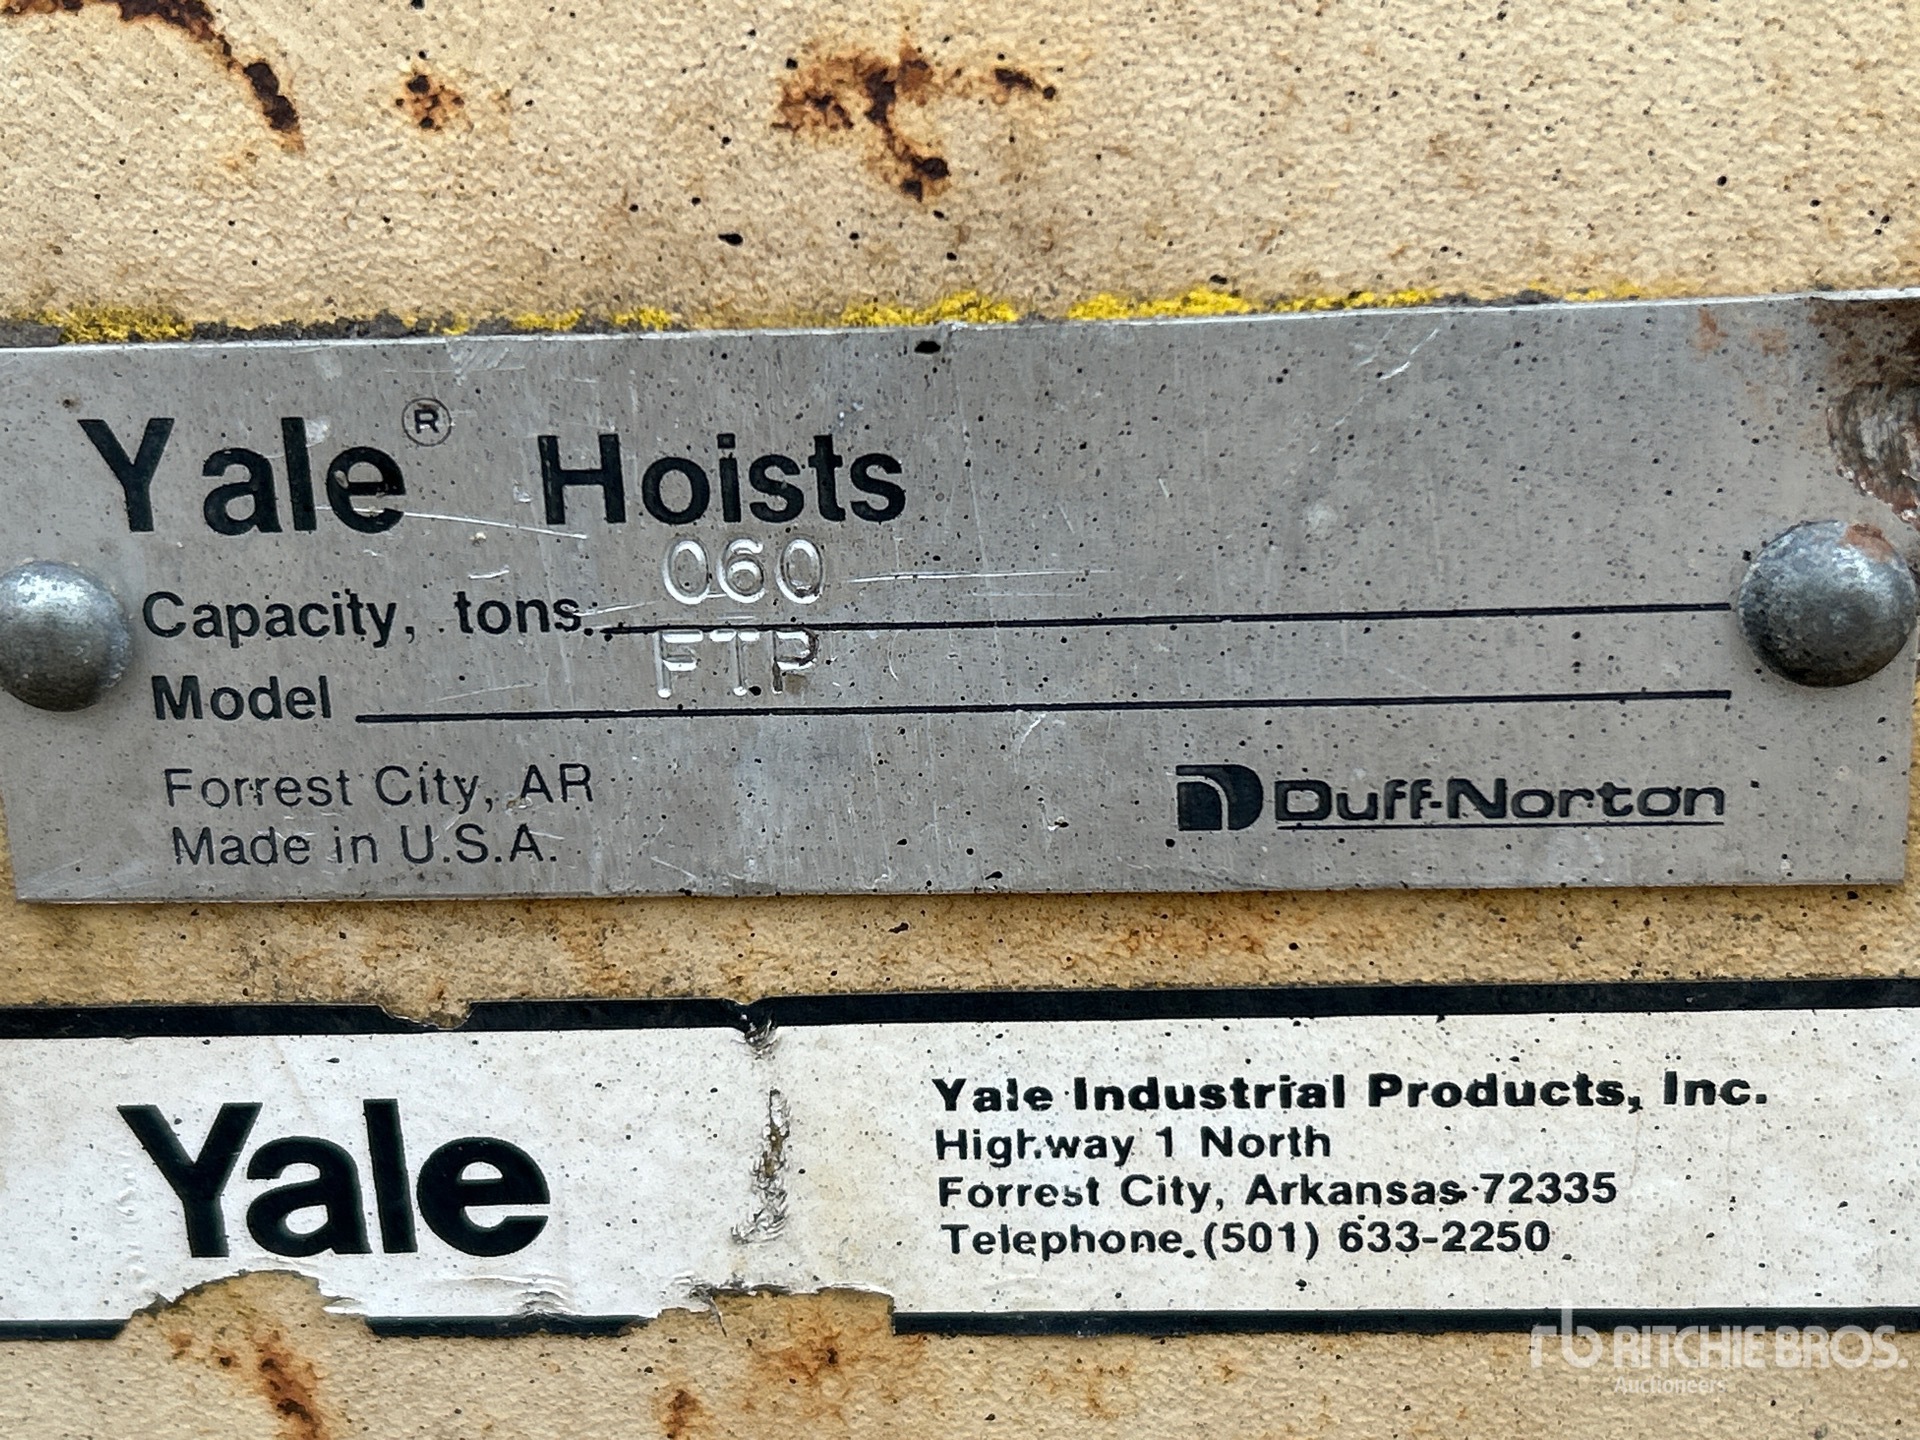 Yale® Hoists
060
Capacity, tons.
FTP
Model
Forrest City, AR
Made in U.S.A.
Duff-Norton
Yale
Yale Industrial Products, Inc.
Highway 1 North
Forrest City, Arkansas 72335
Telephone (501) 633-2250
rb RITCHIE BROS.
Auctioneers